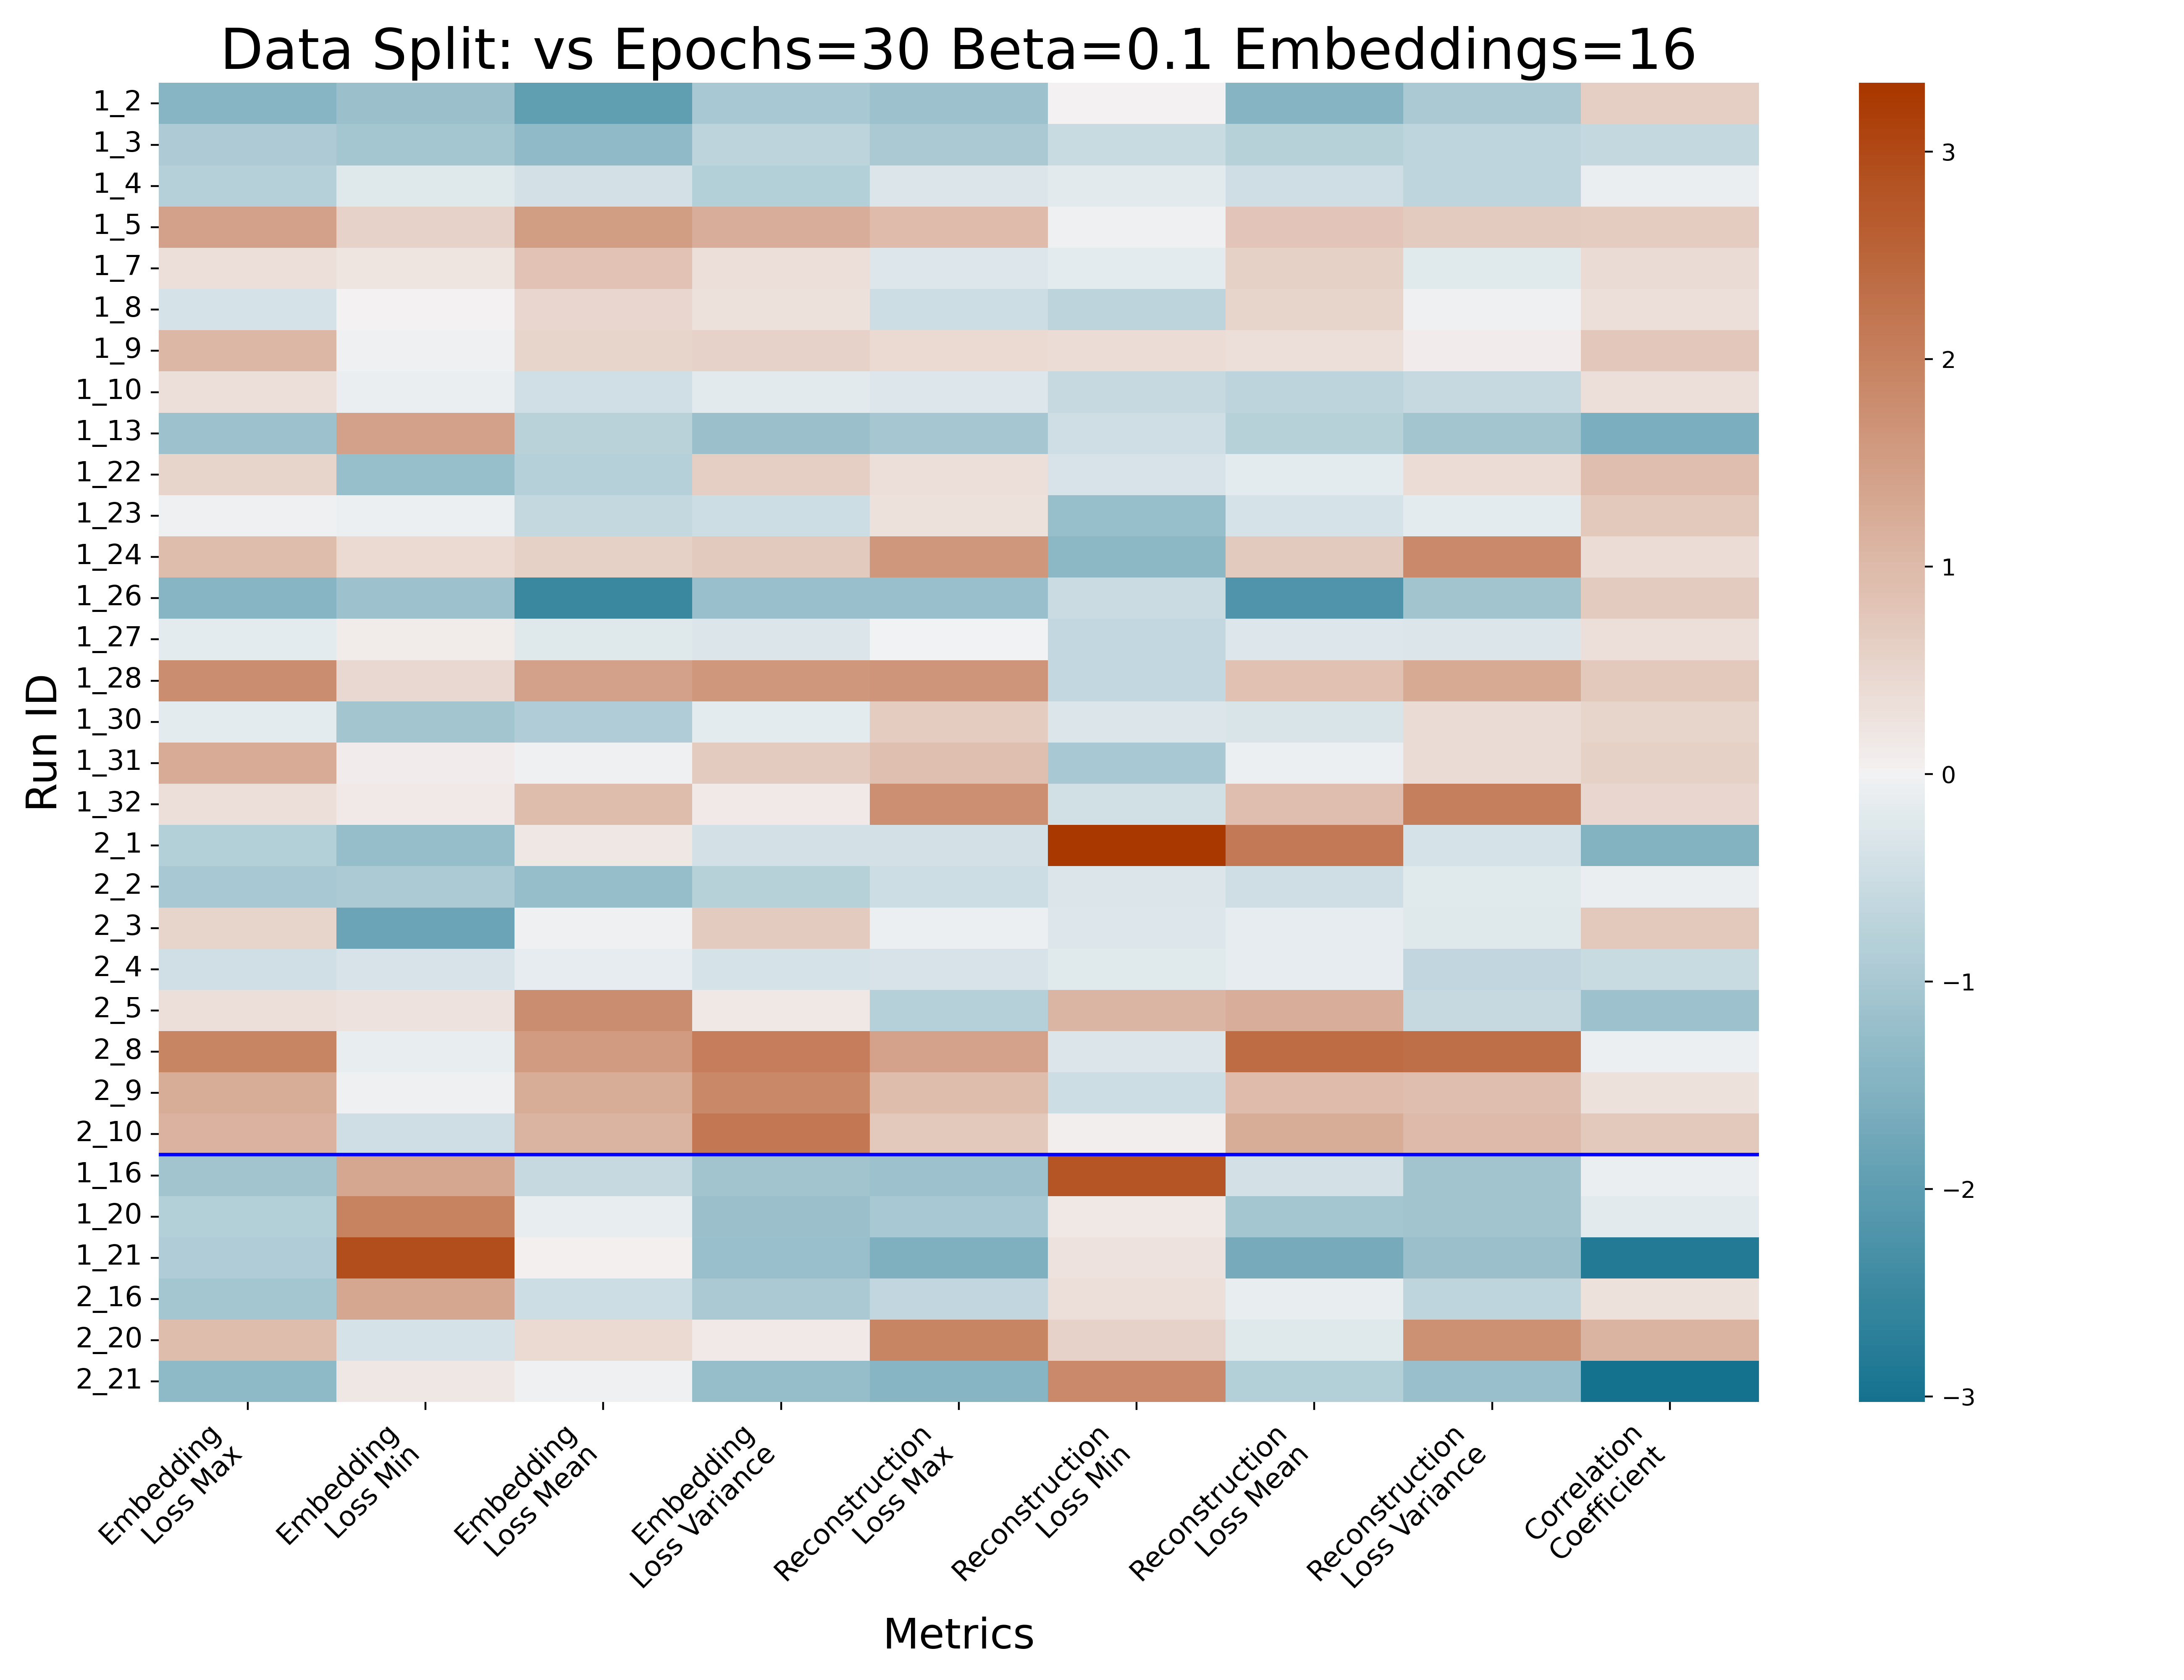 Data Split: vs Epochs=30 Beta=0.1 Embeddings=16
Run ID
1_2
1_3
1_4
1_5
1_7
1_8
1_9
1_10
1_13
1_22
1_23
1_24
1_26
1_27
1_28
1_30
1_31
1_32
2_1
2_2
2_3
2_4
2_5
2_8
2_9
2_10
1_16
1_20
1_21
2_16
2_20
2_21
Embedding
Loss Max
Embedding
Loss Min
Embedding
Loss Mean
Embedding
Loss Variance
Reconstruction
Loss Max
Reconstruction
Loss Min
Reconstruction
Loss Mean
Reconstruction
Loss Variance
Correlation
Coefficient
Metrics
3
2
1
0
−1
−2
−3